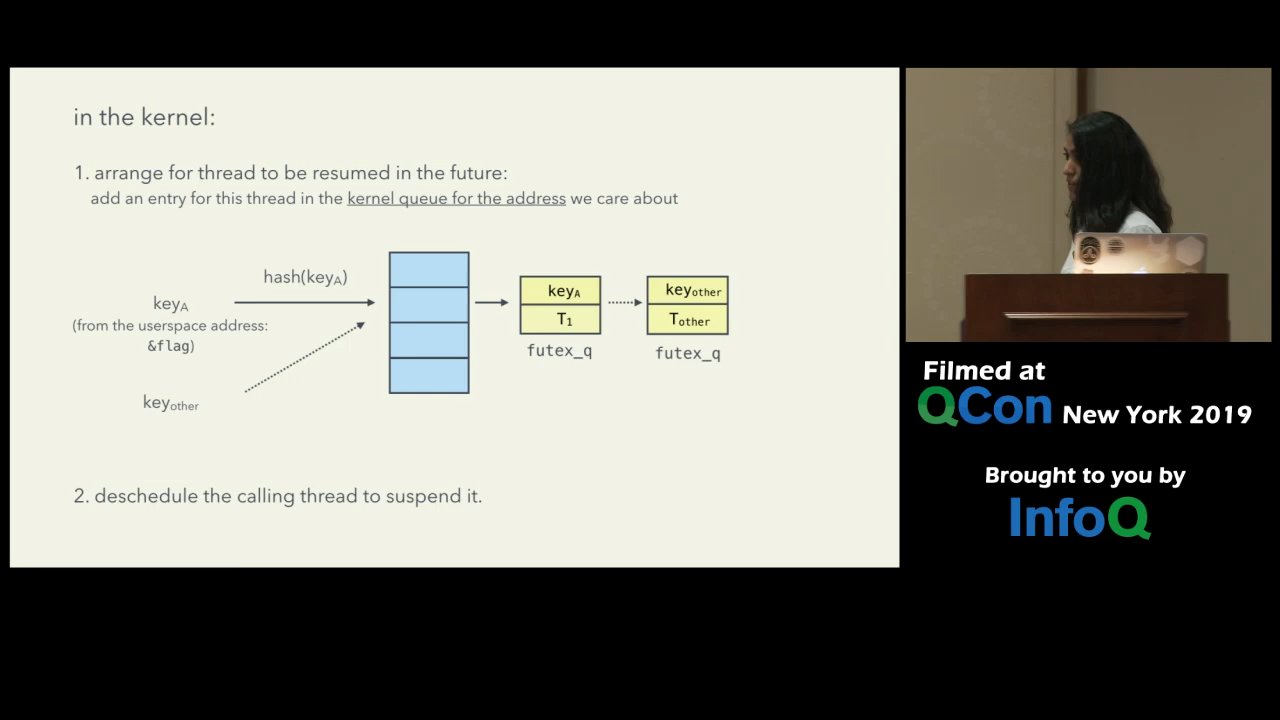 in the kernel:
1. arrange for thread to be resumed in the future:
add an entry for this thread in the kernel queue for the address we care about
hash(keyA)
keyA
(from the userspace address:
&flag)
keyother
keyA
T1
futex_q
keyother
Tother
futex_q
2. deschedule the calling thread to suspend it.
Filmed at
QCon New York 2019
Brought to you by
InfoQ